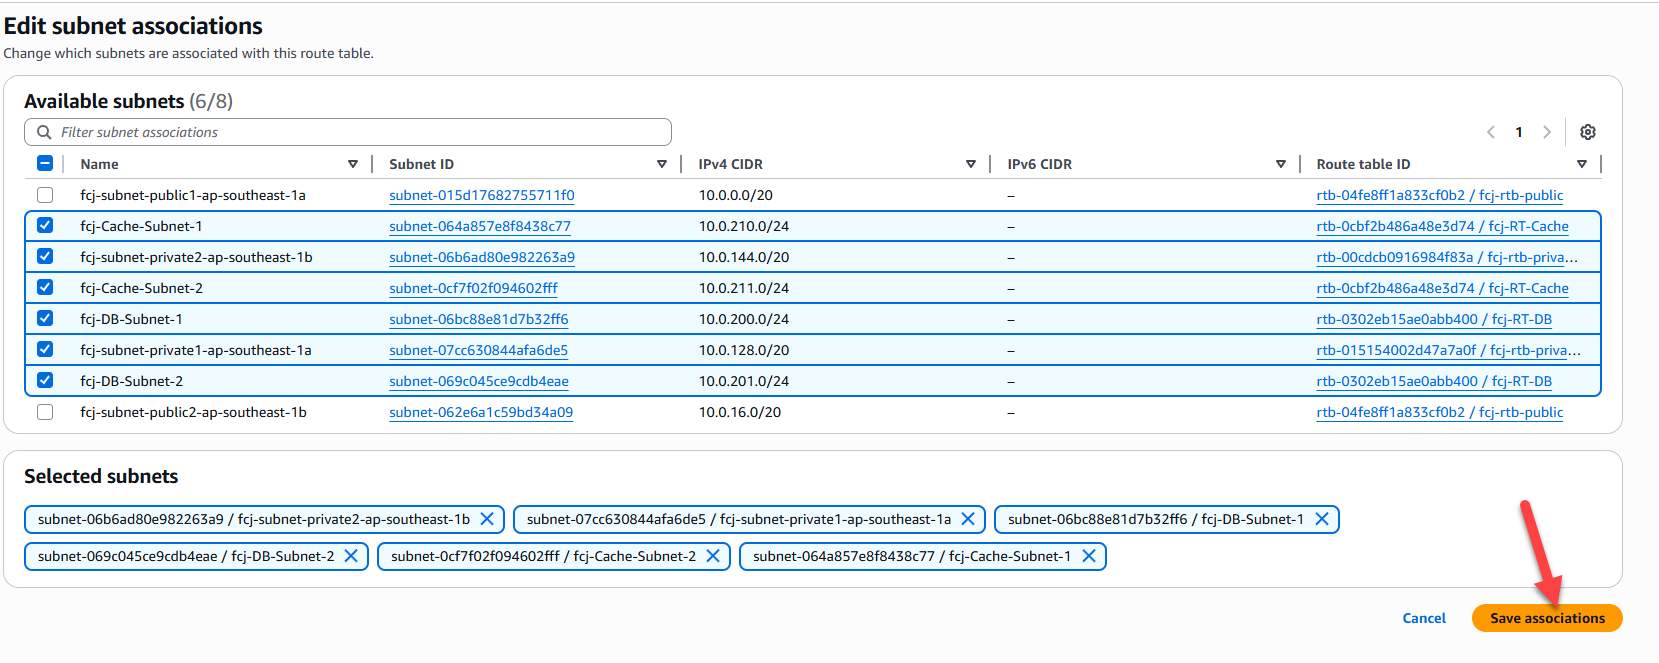 Edit subnet associations
Change which subnets are associated with this route table.
Available subnets (6/8)
Filter subnet associations
1
Name Subnet ID IPv4 CIDR IPv6 CIDR Route table ID
fcj-subnet-public1-ap-southeast-1a subnet-015d17682755711f0 10.0.0.0/20 – rtb-04fe8ff1a833cf0b2 / fcj-rtb-public
fcj-Cache-Subnet-1 subnet-064a857e8f8438c77 10.0.210.0/24 – rtb-0cbf2b486a48e3d74 / fcj-RT-Cache
fcj-subnet-private2-ap-southeast-1b subnet-06b6ad80e982263a9 10.0.144.0/20 – rtb-00cdcb0916984f83a / fcj-rtb-priva...
fcj-Cache-Subnet-2 subnet-0cf7f02f094602fff 10.0.211.0/24 – rtb-0cbf2b486a48e3d74 / fcj-RT-Cache
fcj-DB-Subnet-1 subnet-06bc88e81d7b32ff6 10.0.200.0/24 – rtb-0302eb15ae0abb400 / fcj-RT-DB
fcj-subnet-private1-ap-southeast-1a subnet-07cc630844afa6de5 10.0.128.0/20 – rtb-015154002d47a7a0f / fcj-rtb-priva...
fcj-DB-Subnet-2 subnet-069c045ce9cdb4eae 10.0.201.0/24 – rtb-0302eb15ae0abb400 / fcj-RT-DB
fcj-subnet-public2-ap-southeast-1b subnet-062e6a1c59bd34a09 10.0.16.0/20 – rtb-04fe8ff1a833cf0b2 / fcj-rtb-public
Selected subnets
subnet-06b6ad80e982263a9 / fcj-subnet-private2-ap-southeast-1b subnet-07cc630844afa6de5 / fcj-subnet-private1-ap-southeast-1a subnet-06bc88e81d7b32ff6 / fcj-DB-Subnet-1
subnet-069c045ce9cdb4eae / fcj-DB-Subnet-2 subnet-0cf7f02f094602fff / fcj-Cache-Subnet-2 subnet-064a857e8f8438c77 / fcj-Cache-Subnet-1
Cancel Save associations